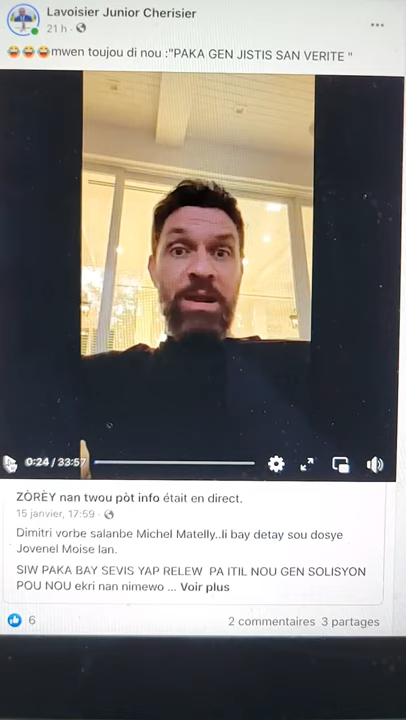 Lavoisier Junior Cherisier
21 h ·
😂😂😂mwen toujou di nou :"PAKA GEN JISTIS SAN VERITE "
0:24 / 33:57
ZÒRÈY nan twou pòt info était en direct.
15 janvier, 17:59 ·
Dimitri vorbe salanbe Michel Matelly..li bay detay sou dosye
Jovenel Moise lan.
SIW PAKA BAY SEVIS YAP RELEW PA ITIL NOU GEN SOLISYON
POU NOU ekri nan nimewo ... Voir plus
6
2 commentaires 3 partages